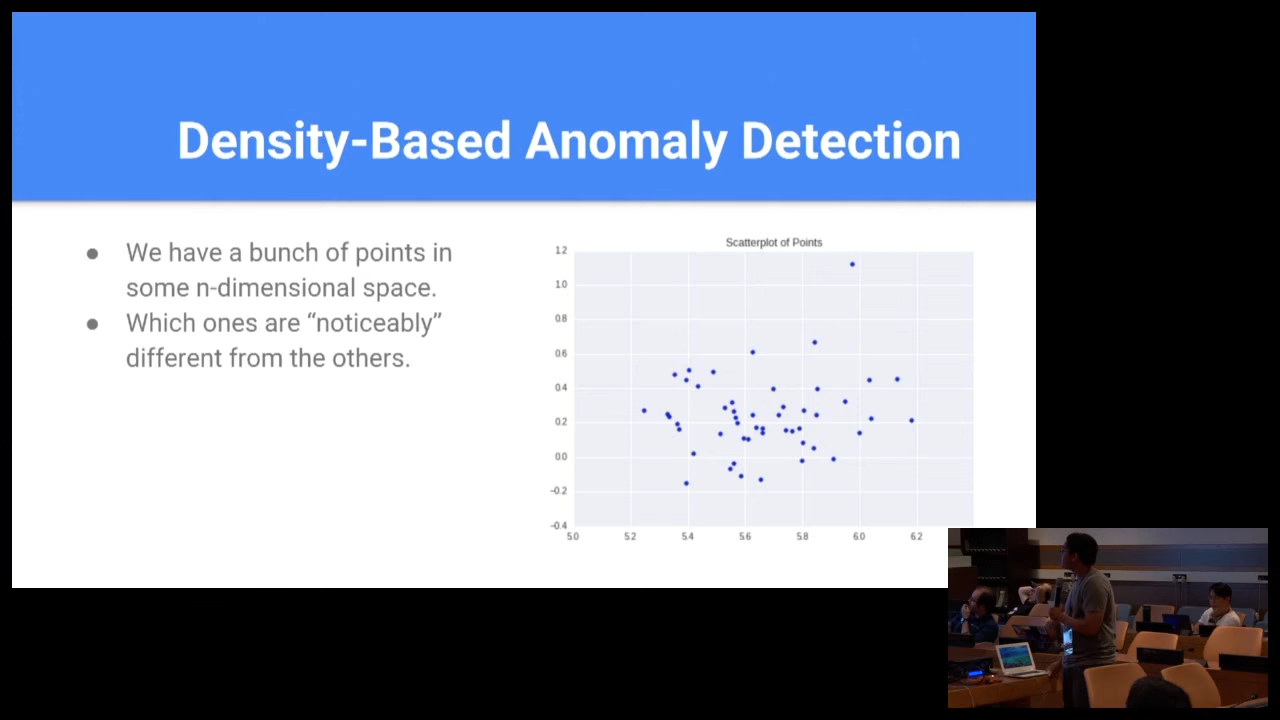 Density-Based Anomaly Detection
● We have a bunch of points in
some n-dimensional space.
● Which ones are “noticeably”
different from the others.
Scatterplot of Points
1.2
1.0
0.8
0.6
0.4
0.2
0.0
−0.2
−0.4
5.0 5.2 5.4 5.6 5.8 6.0 6.2